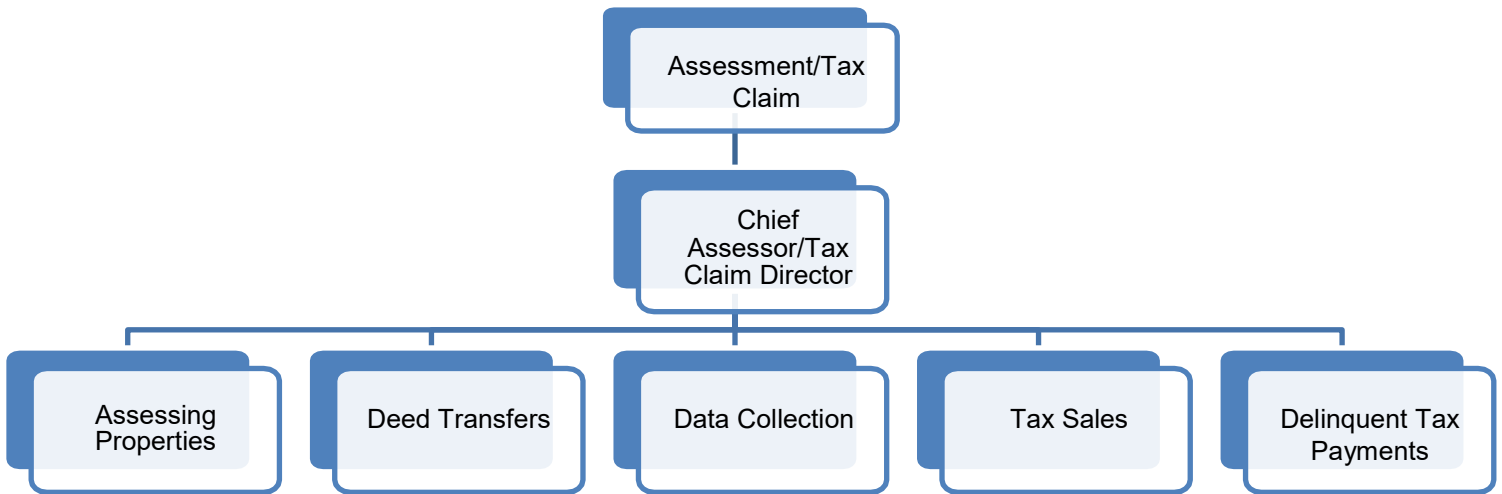 Assessment/Tax
Claim
Chief
Assessor/Tax
Claim Director
Assessing
Properties
Deed Transfers
Data Collection
Tax Sales
Delinquent Tax
Payments